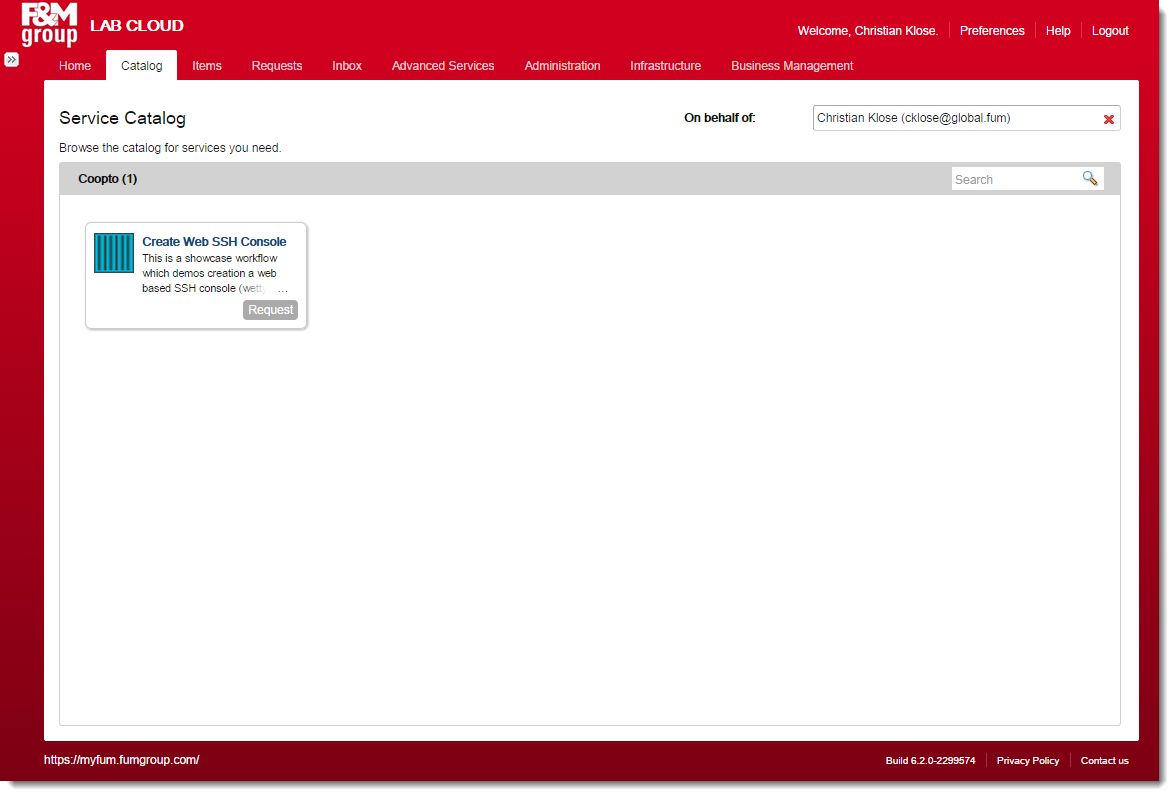 F&M
group
LAB CLOUD
Welcome, Christian Klose. Preferences Help Logout
Home Catalog Items Requests Inbox Advanced Services Administration Infrastructure Business Management
Service Catalog
On behalf of: Christian Klose (cklose@global.fum)
Browse the catalog for services you need.
Coopto (1)
Search
Create Web SSH Console
This is a showcase workflow
which demos creation a web
based SSH console (wetty ...
Request
https://myfum.fumgroup.com/
Build 6.2.0-2299574 Privacy Policy Contact us